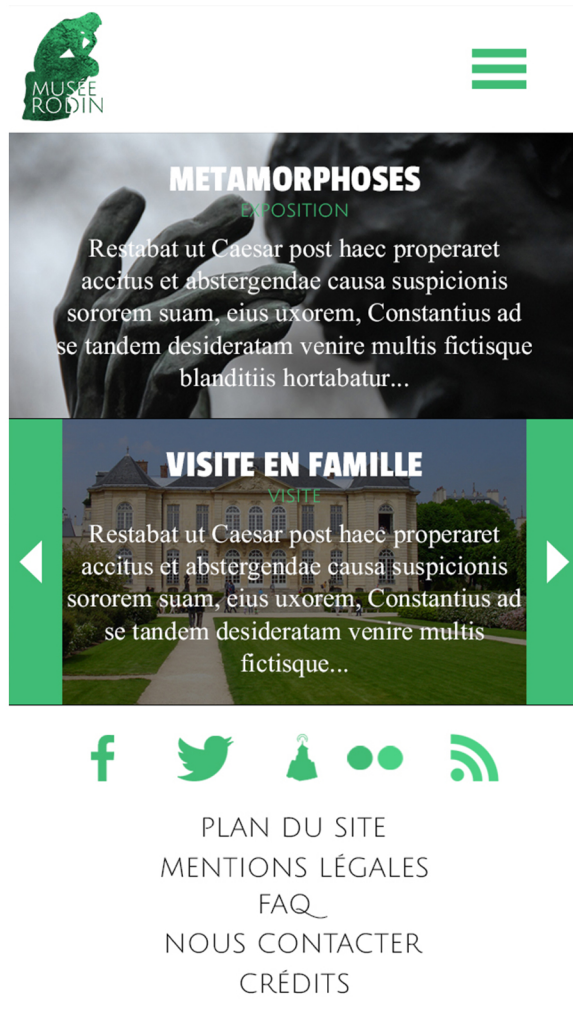 MUSÉE
RODIN
METAMORPHOSES
EXPOSITION
Restabat ut Caesar post haec properaret
accitus et abstergendae causa suspicionis
sororem suam, eius uxorem, Constantius ad
se tandem desideratam venire multis fictisque
blanditiis hortabatur...
VISITE EN FAMILLE
VISITE
Restabat ut Caesar post haec properaret
accitus et abstergendae causa suspicionis
sororem suam, eius uxorem, Constantius ad
se tandem desideratam venire multis
fictisque...
PLAN DU SITE
MENTIONS LÉGALES
FAQ
NOUS CONTACTER
CRÉDITS